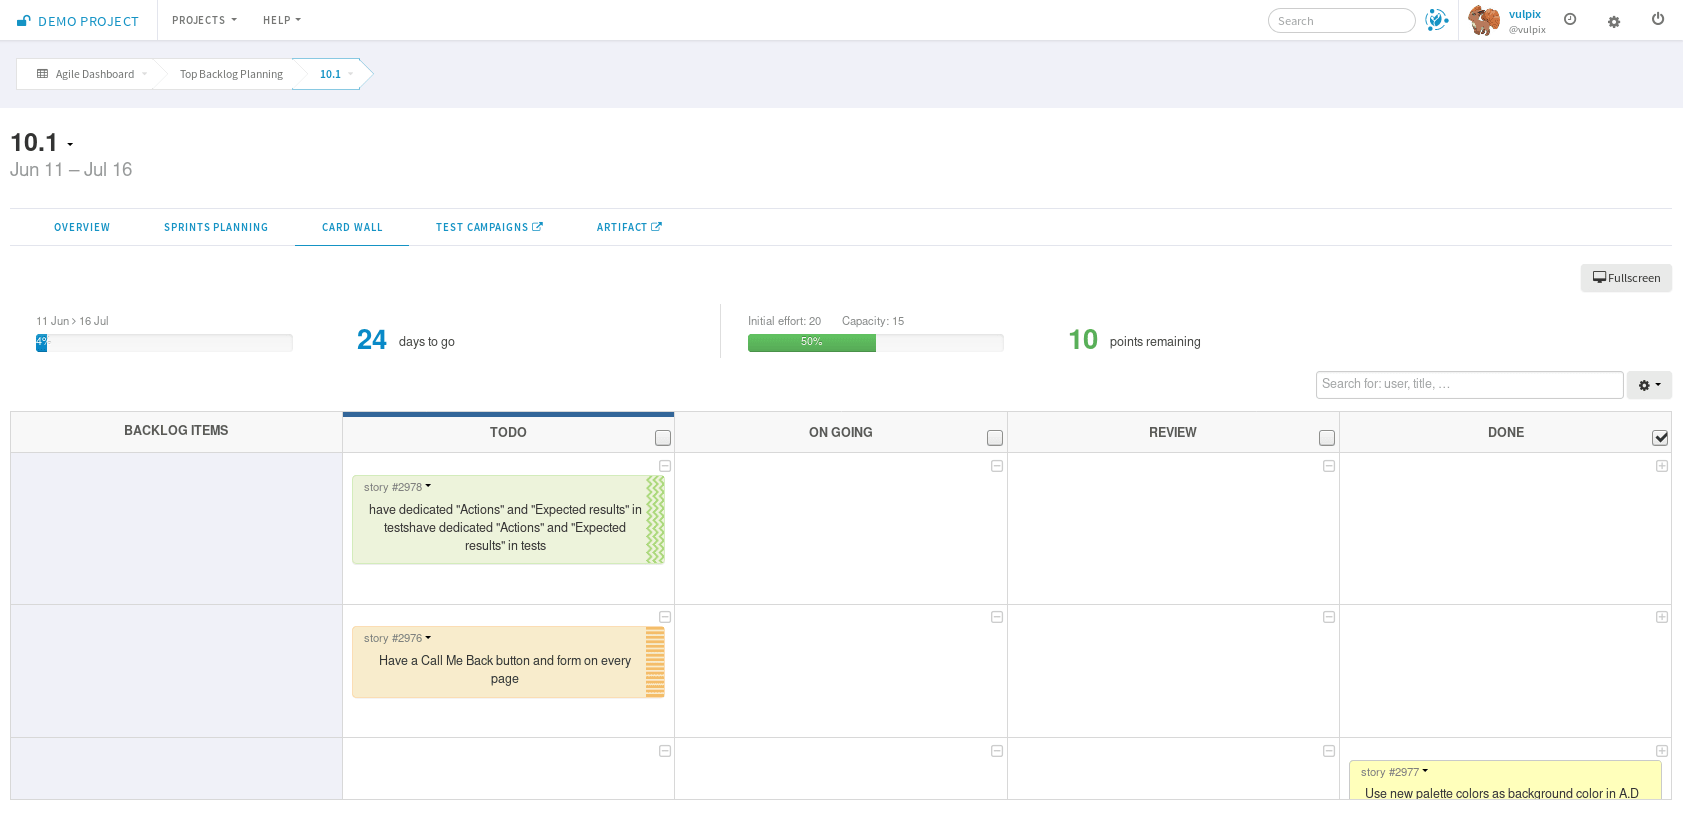 DEMO PROJECT
PROJECTS
HELP
Search
vulpix
@vulpix
Agile Dashboard
Top Backlog Planning
10.1
10.1
Jun 11 – Jul 16
OVERVIEW
SPRINTS PLANNING
CARD WALL
TEST CAMPAIGNS
ARTIFACT
Fullscreen
11 Jun > 16 Jul
4%
24 days to go
Initial effort: 20 Capacity: 15
50%
10 points remaining
Search for: user, title, ...
BACKLOG ITEMS
TODO
ON GOING
REVIEW
DONE
story #2978
have dedicated "Actions" and "Expected results" in
testshave dedicated "Actions" and "Expected
results" in tests
story #2976
Have a Call Me Back button and form on every
page
story #2977
Use new palette colors as background color in A.D